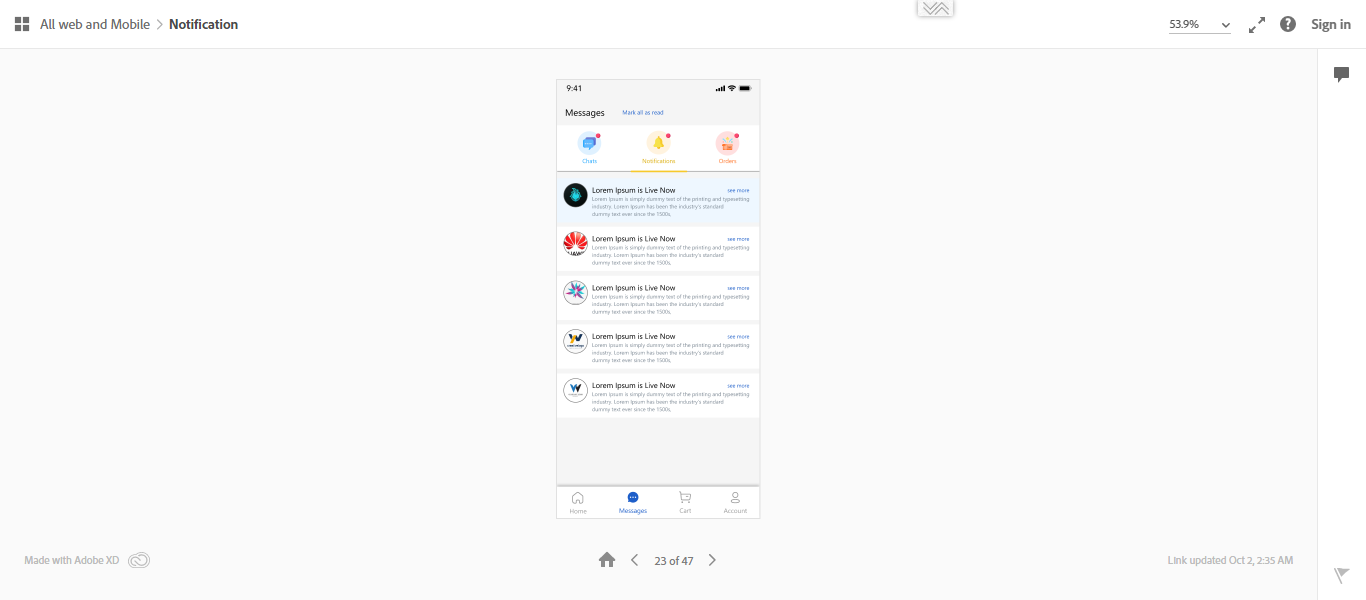 All web and Mobile > Notification
53.9%
Sign in
9:41
Messages
Mark all as read
Chats
Notifications
Orders
Lorem Ipsum is Live Now
see more
Lorem Ipsum is simply dummy text of the printing and typesetting
industry. Lorem Ipsum has been the industry's standard
dummy text ever since the 1500s.
Lorem Ipsum is Live Now
see more
Lorem Ipsum is simply dummy text of the printing and typesetting
industry. Lorem Ipsum has been the industry's standard
dummy text ever since the 1500s.
Lorem Ipsum is Live Now
see more
Lorem Ipsum is simply dummy text of the printing and typesetting
industry. Lorem Ipsum has been the industry's standard
dummy text ever since the 1500s.
Lorem Ipsum is Live Now
see more
Lorem Ipsum is simply dummy text of the printing and typesetting
industry. Lorem Ipsum has been the industry's standard
dummy text ever since the 1500s.
Lorem Ipsum is Live Now
see more
Lorem Ipsum is simply dummy text of the printing and typesetting
industry. Lorem Ipsum has been the industry's standard
dummy text ever since the 1500s.
Home
Messages
Cart
Account
Made with Adobe XD
23 of 47
Link updated Oct 2, 2:35 AM